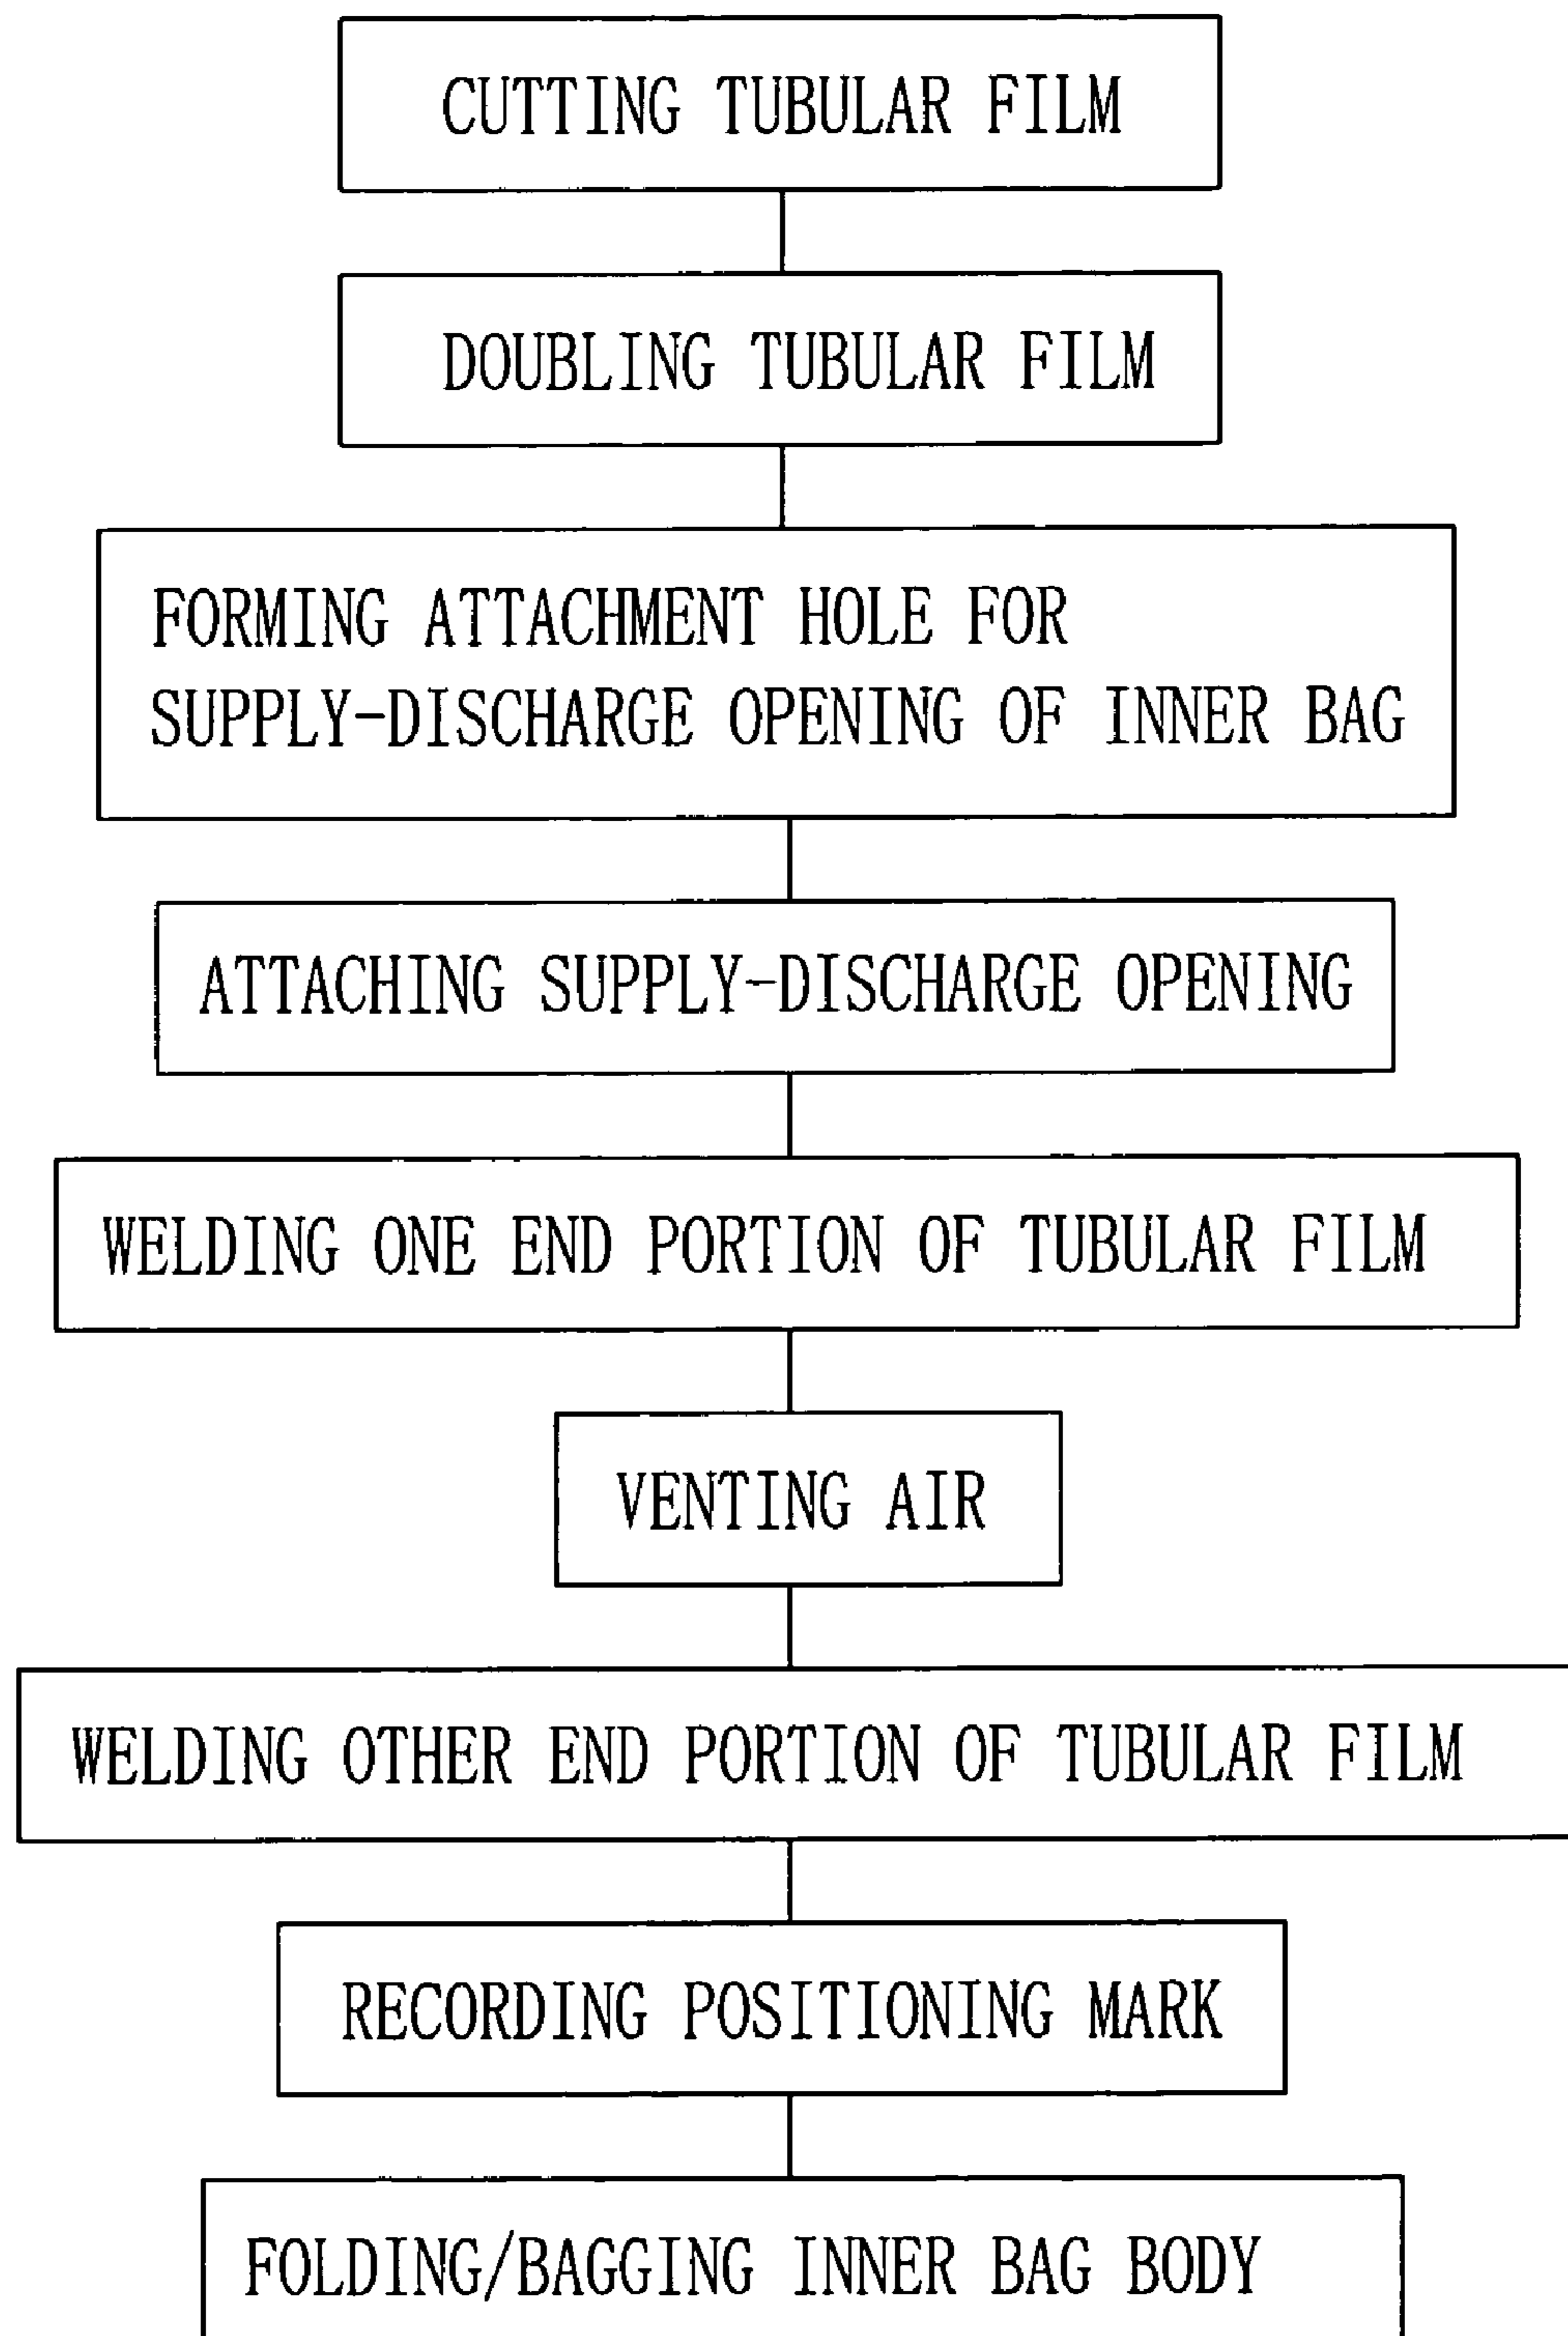 CUTTING TUBULAR FILM
DOUBLING TUBULAR FILM
FORMING ATTACHMENT HOLE FOR
SUPPLY-DISCHARGE OPENING OF INNER BAG
ATTACHING SUPPLY-DISCHARGE OPENING
WELDING ONE END PORTION OF TUBULAR FILM
VENTING AIR
WELDING OTHER END PORTION OF TUBULAR FILM
RECORDING POSITIONING MARK
FOLDING/BAGGING INNER BAG BODY